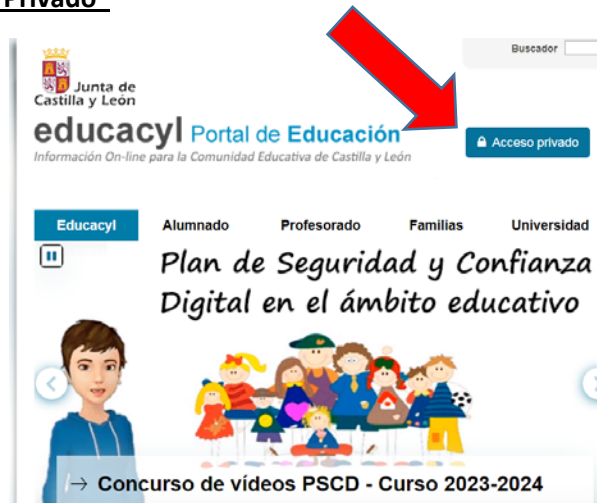 Privado
Buscador
Junta de
Castilla y León
educacyl Portal de Educación
Información On-line para la Comunidad Educativa de Castilla y León
Acceso privado
Educacyl Alumnado Profesorado Familias Universidad
Plan de Seguridad y Confianza
Digital en el ámbito educativo
→ Concurso de vídeos PSCD - Curso 2023-2024